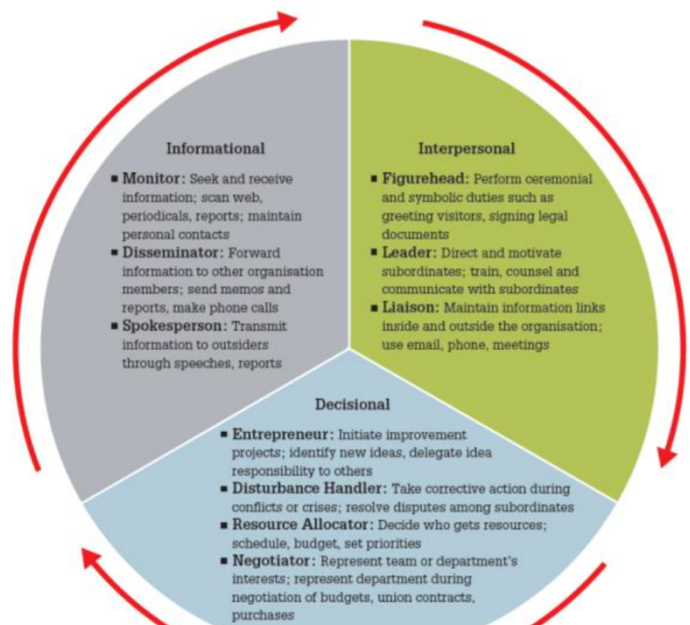 Informational
■ Monitor: Seek and receive
information; scan web,
periodicals, reports; maintain
personal contacts
■ Disseminator: Forward
information to other organisation
members; send memos and
reports, make phone calls
■ Spokesperson: Transmit
information to outsiders
through speeches, reports
Interpersonal
■ Figurehead: Perform ceremonial
and symbolic duties such as
greeting visitors, signing legal
documents
■ Leader: Direct and motivate
subordinates; train, counsel and
communicate with subordinates
■ Liaison: Maintain information links
inside and outside the organisation;
use email, phone, meetings
Decisional
■ Entrepreneur: Initiate improvement
projects; identify new ideas, delegate idea
responsibility to others
■ Disturbance Handler: Take corrective action during
conflicts or crises; resolve disputes among subordinates
■ Resource Allocator: Decide who gets resources;
schedule, budget, set priorities
■ Negotiator: Represent team or department's
interests; represent department during
negotiation of budgets, union contracts,
purchases